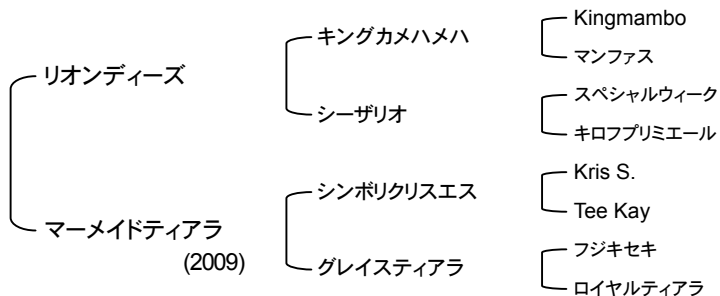 Kingmambo
キングカメハメハ
マンファス
リオンディーズ
スペシャルウィーク
シーザリオ
キロフプリミエール
Kris S.
シンボリクリスエス
Tee Kay
マーメイドティアラ
(2009)
フジキセキ
グレイスティアラ
ロイヤルティアラ